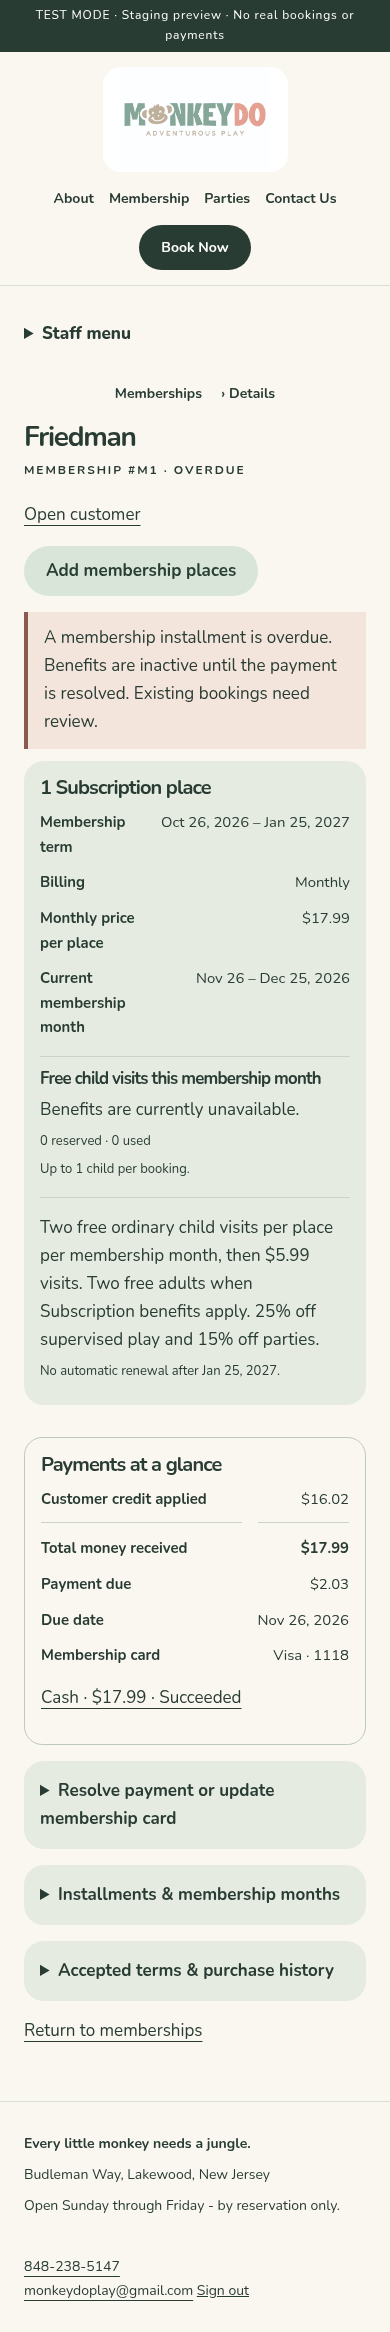 TEST MODE · Staging preview · No real bookings or
payments
MONKEYDO
ADVENTUROUS PLAY
About Membership Parties Contact Us
Book Now
▶ Staff menu
Memberships › Details
Friedman
MEMBERSHIP #M1 · OVERDUE
Open customer
Add membership places
A membership installment is overdue.
Benefits are inactive until the payment
is resolved. Existing bookings need
review.
1 Subscription place
Membership term Oct 26, 2026 – Jan 25, 2027
Billing Monthly
Monthly price per place $17.99
Current membership month Nov 26 – Dec 25, 2026
Free child visits this membership month
Benefits are currently unavailable.
0 reserved · 0 used
Up to 1 child per booking.
Two free ordinary child visits per place
per membership month, then $5.99
visits. Two free adults when
Subscription benefits apply. 25% off
supervised play and 15% off parties.
No automatic renewal after Jan 25, 2027.
Payments at a glance
Customer credit applied $16.02
Total money received $17.99
Payment due $2.03
Due date Nov 26, 2026
Membership card Visa · 1118
Cash · $17.99 · Succeeded
▶ Resolve payment or update
membership card
▶ Installments & membership months
▶ Accepted terms & purchase history
Return to memberships
Every little monkey needs a jungle.
Budleman Way, Lakewood, New Jersey
Open Sunday through Friday - by reservation only.
848-238-5147
monkeydoplay@gmail.com Sign out